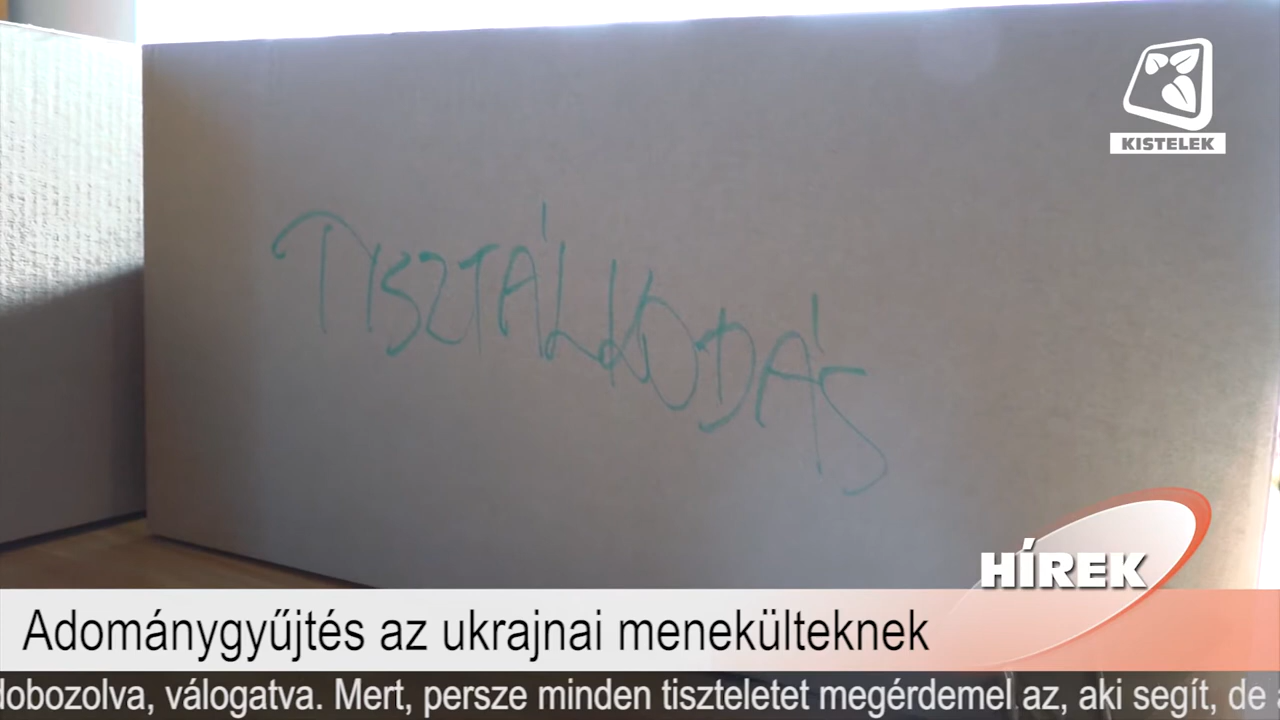 KISTELEK
TISZTÁLKODÁS
HÍREK
Adománygyűjtés az ukrajnai menekülteknek
dobozolva, válogatva. Mert, persze minden tiszteletet megérdemel az, aki segít, de